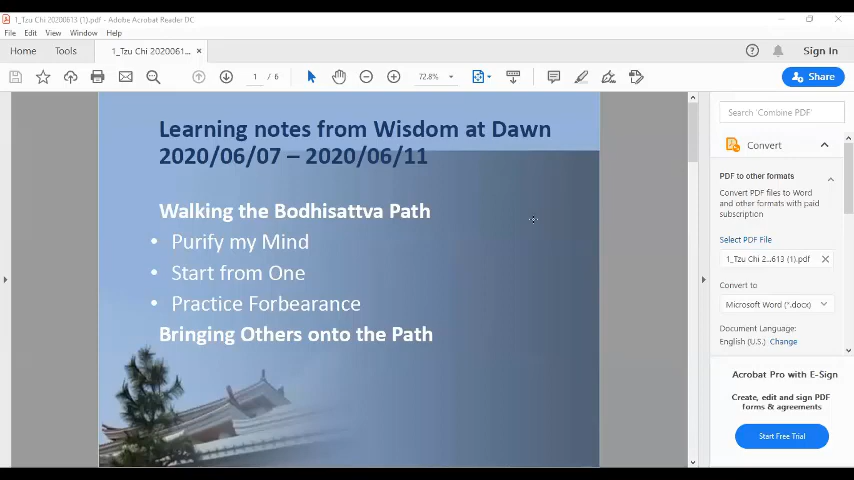 1_Tzu Chi 20200613 (1).pdf - Adobe Acrobat Reader DC
File Edit View Window Help
Home Tools 1_Tzu Chi 2020061... × Sign In
1 / 6 72.8% Share
Learning notes from Wisdom at Dawn
2020/06/07 – 2020/06/11
Walking the Bodhisattva Path
• Purify my Mind
• Start from One
• Practice Forbearance
Bringing Others onto the Path
Search 'Combine PDF'
Convert
PDF to other formats
Convert PDF files to Word
and other formats with paid
subscription
Select PDF File
1_Tzu Chi 2...613 (1).pdf
Convert to
Microsoft Word (*.docx)
Document Language:
English (U.S.) Change
Acrobat Pro with E-Sign
Create, edit and sign PDF
forms & agreements
Start Free Trial